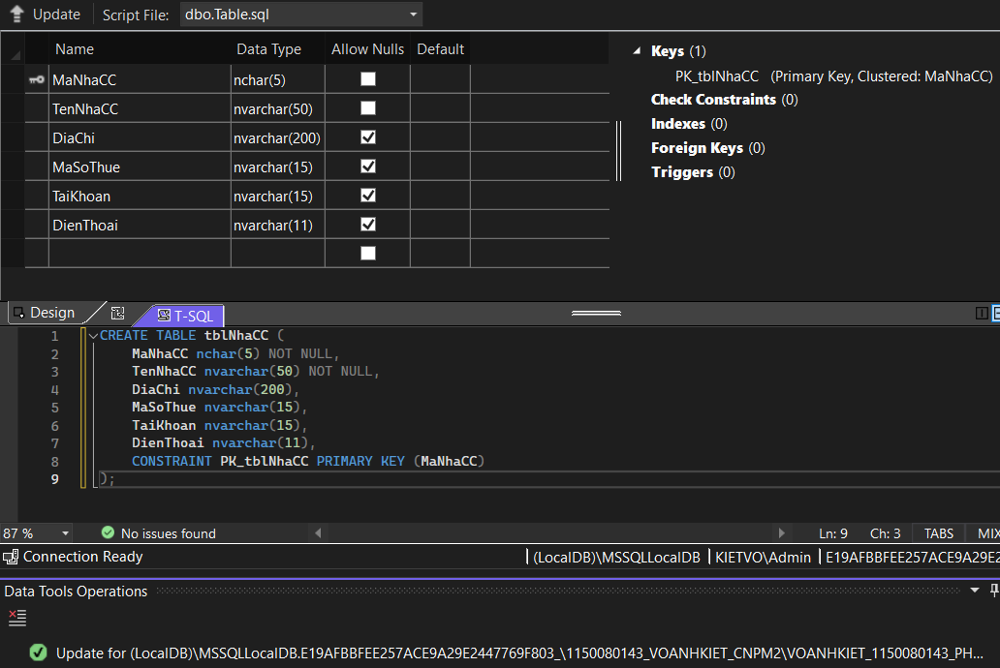 Update Script File: dbo.Table.sql
Name Data Type Allow Nulls Default
MaNhaCC nchar(5)
TenNhaCC nvarchar(50)
DiaChi nvarchar(200)
MaSoThue nvarchar(15)
TaiKhoan nvarchar(15)
DienThoai nvarchar(11)
Keys (1)
PK_tblNhaCC (Primary Key, Clustered: MaNhaCC)
Check Constraints (0)
Indexes (0)
Foreign Keys (0)
Triggers (0)
Design T-SQL
1 CREATE TABLE tblNhaCC (
2 MaNhaCC nchar(5) NOT NULL,
3 TenNhaCC nvarchar(50) NOT NULL,
4 DiaChi nvarchar(200),
5 MaSoThue nvarchar(15),
6 TaiKhoan nvarchar(15),
7 DienThoai nvarchar(11),
8 CONSTRAINT PK_tblNhaCC PRIMARY KEY (MaNhaCC)
9 );
87 % No issues found Ln: 9 Ch: 3 TABS MIX
Connection Ready (LocalDB)\MSSQLLocalDB KIETVO\Admin E19AFBBFEE257ACE9A29E2
Data Tools Operations
Update for (LocalDB)\MSSQLLocalDB.E19AFBBFEE257ACE9A29E2447769F803_\1150080143_VOANHKIET_CNPM2\VOANHKIET_1150080143_PH...